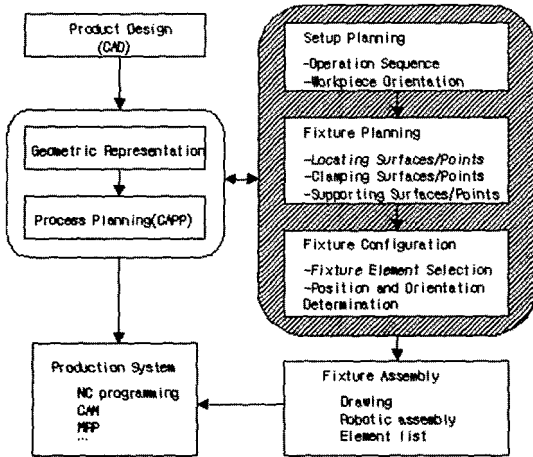 Product Design
(CAD)
Geometric Representation
Process Planning(CAPP)
Production System
NC programming
CAM
MRP
...
Setup Planning
-Operation Sequence
-Workpiece Orientation
Fixture Planning
-Locating Surfaces/Points
-Clamping Surfaces/Points
-Supporting Surfaces/Points
Fixture Configuration
-Fixture Element Selection
-Position and Orientation
Determination
Fixture Assembly
Drawing
Robotic assembly
Element list